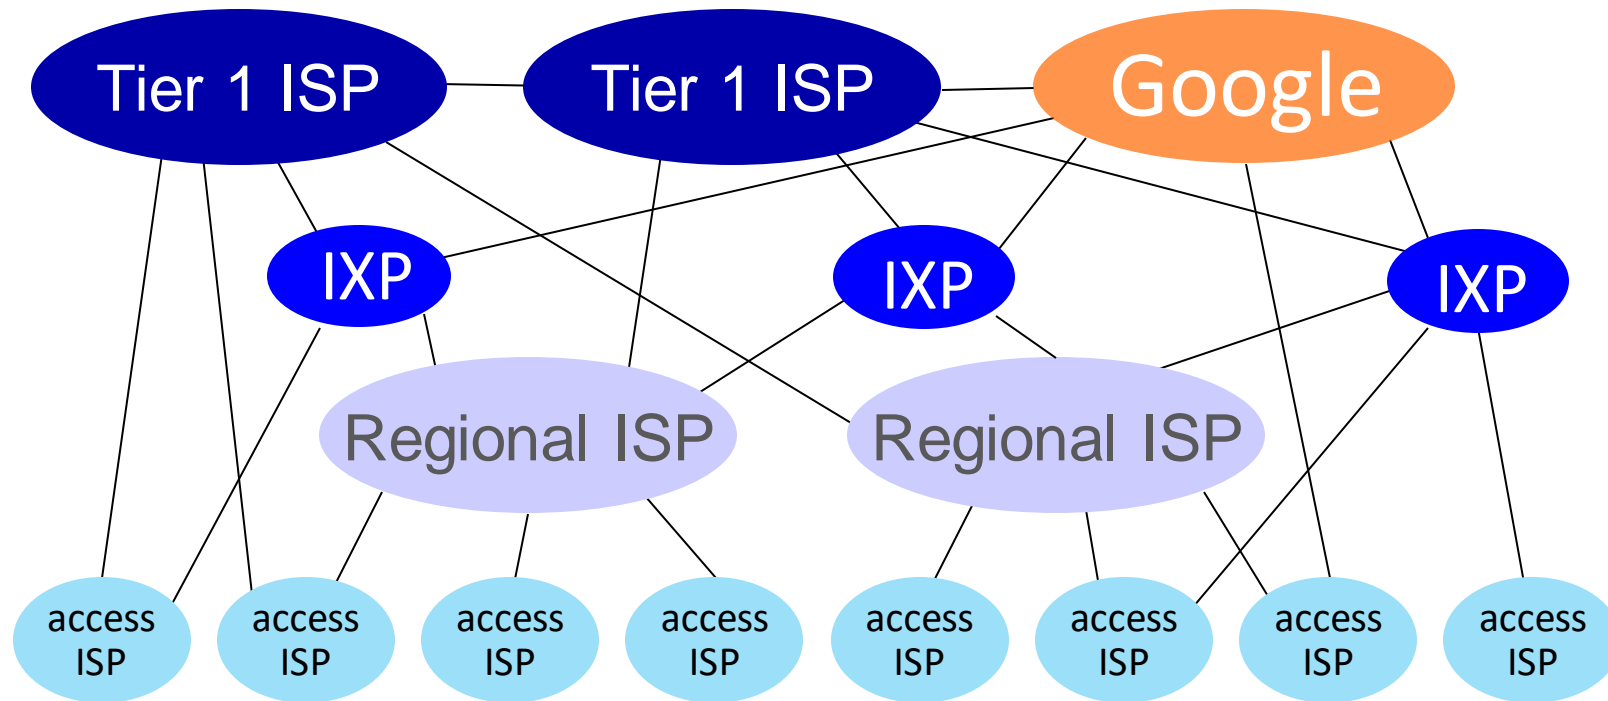 Tier 1 ISP
Tier 1 ISP
Google
IXP
IXP
IXP
Regional ISP
Regional ISP
access
ISP
access
ISP
access
ISP
access
ISP
access
ISP
access
ISP
access
ISP
access
ISP